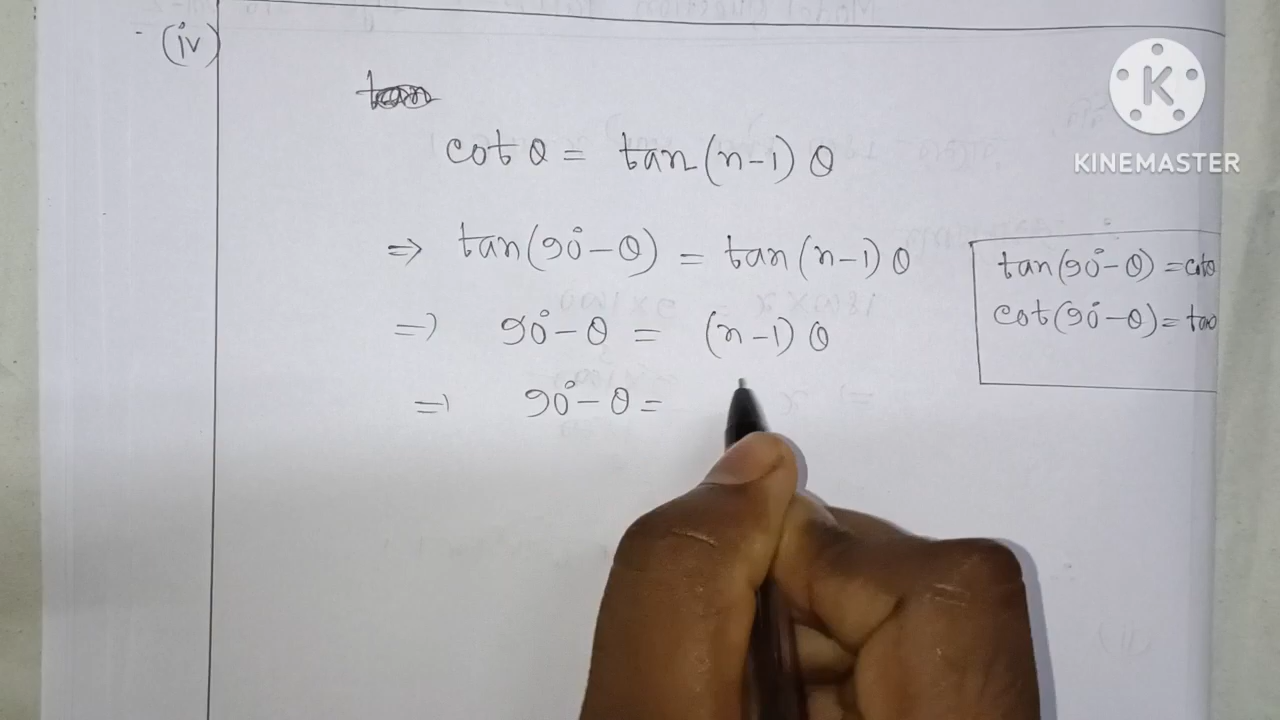 (iv)
cot θ = tan(n-1) θ
⇒ tan(90°-θ) = tan(n-1) θ
⇒ 90°-θ = (n-1) θ
⇒ 90°-θ =
tan(90°-θ) = cotθ
cot(90°-θ) = tanθ
K
KINEMASTER